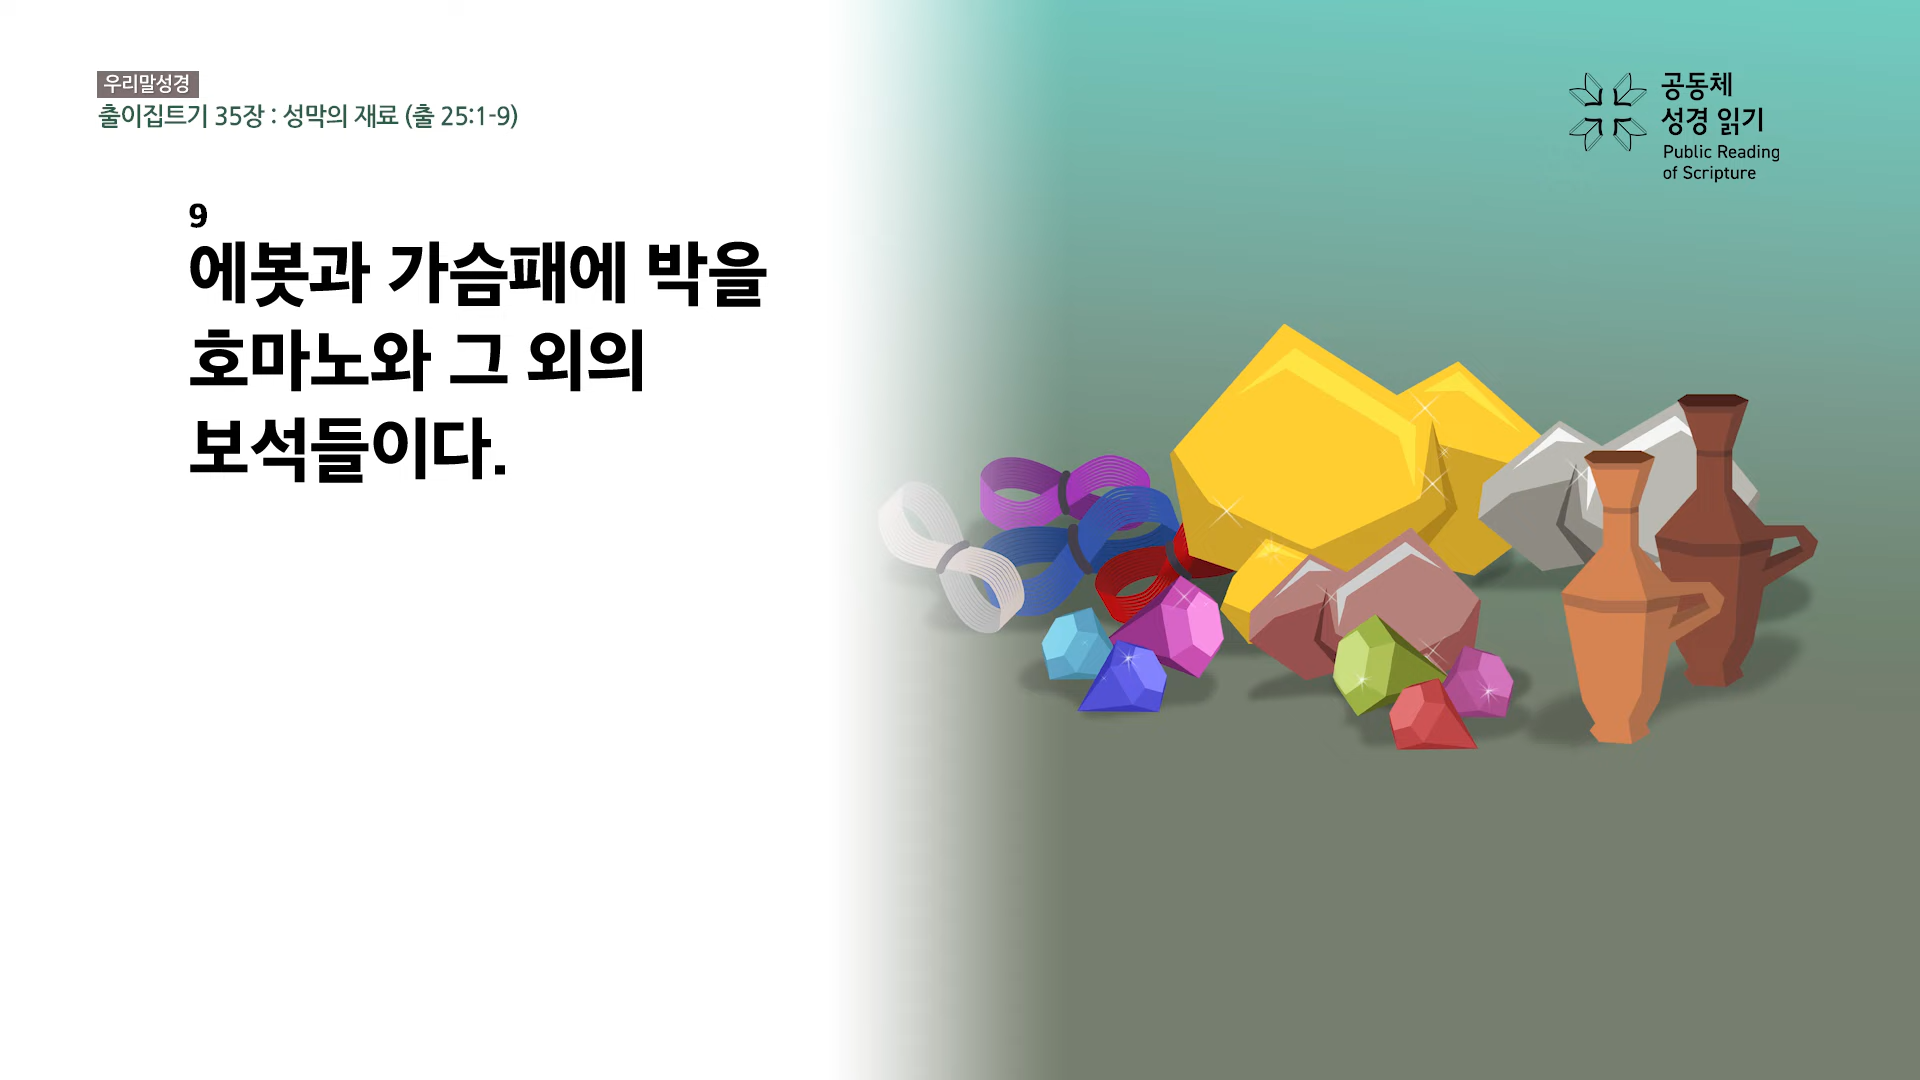 우리말성경
출이집트기 35장 : 성막의 재료 (출 25:1-9)
9
에봇과 가슴패에 박을
호마노와 그 외의
보석들이다.
공동체
성경 읽기
Public Reading
of Scripture